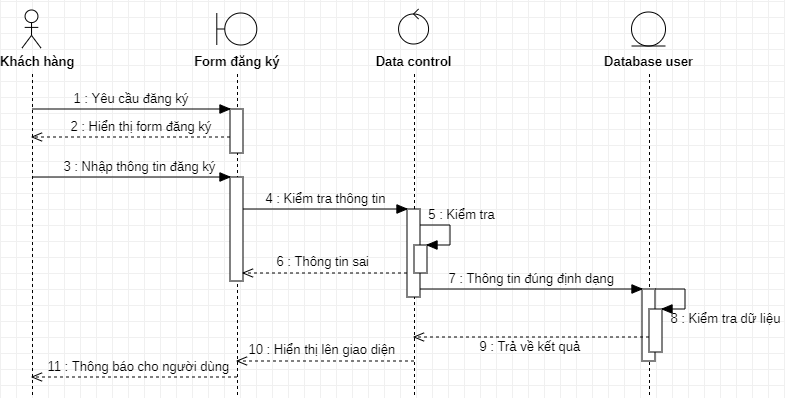 Khách hàng
Form đăng ký
Data control
Database user
1 : Yêu cầu đăng ký
2 : Hiển thị form đăng ký
3 : Nhập thông tin đăng ký
4 : Kiểm tra thông tin
5 : Kiểm tra
6 : Thông tin sai
7 : Thông tin đúng định dạng
8 : Kiểm tra dữ liệu
9 : Trả về kết quả
10 : Hiển thị lên giao diện
11 : Thông báo cho người dùng